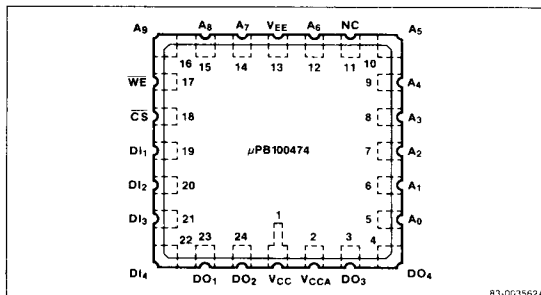 A9 A8 A7 VEE A6 NC A5
16 15 14 13 12 11 10
WE 17 9 A4
CS 18 8 A3
DI1 19 µPB100474 7 A2
DI2 20 6 A1
DI3 21 1 5 A0
22 23 24 2 3 4
DI4 DO1 DO2 VCC VCCA DO3 DO4
83-003562A